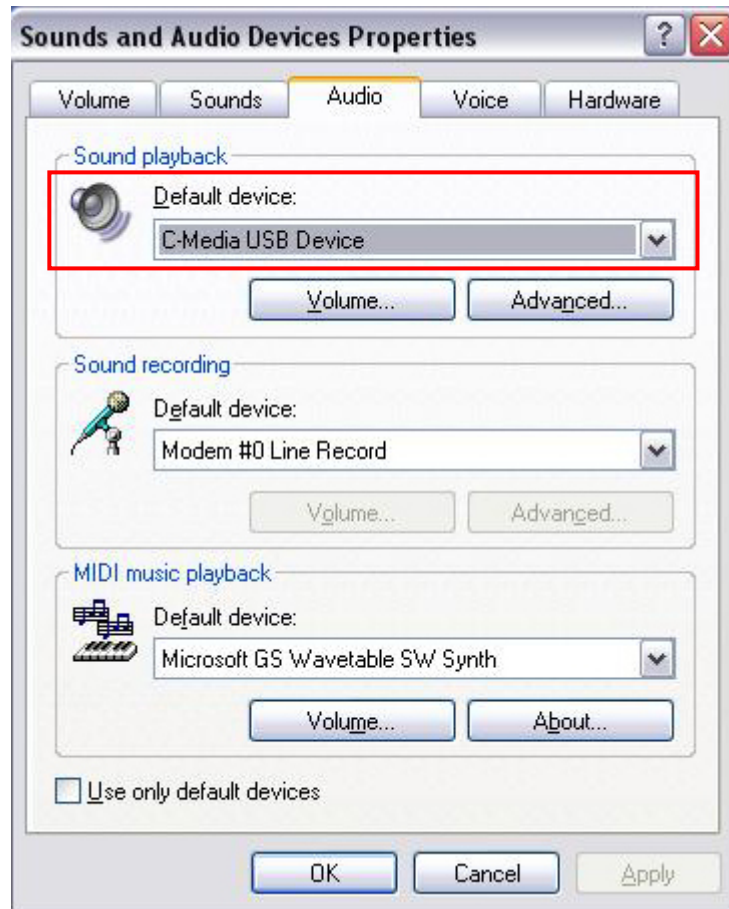 Sounds and Audio Devices Properties
Volume Sounds Audio Voice Hardware
Sound playback
Default device:
C-Media USB Device
Volume... Advanced...
Sound recording
Default device:
Modem #0 Line Record
Volume... Advanced...
MIDI music playback
Default device:
Microsoft GS Wavetable SW Synth
Volume... About...
Use only default devices
OK Cancel Apply